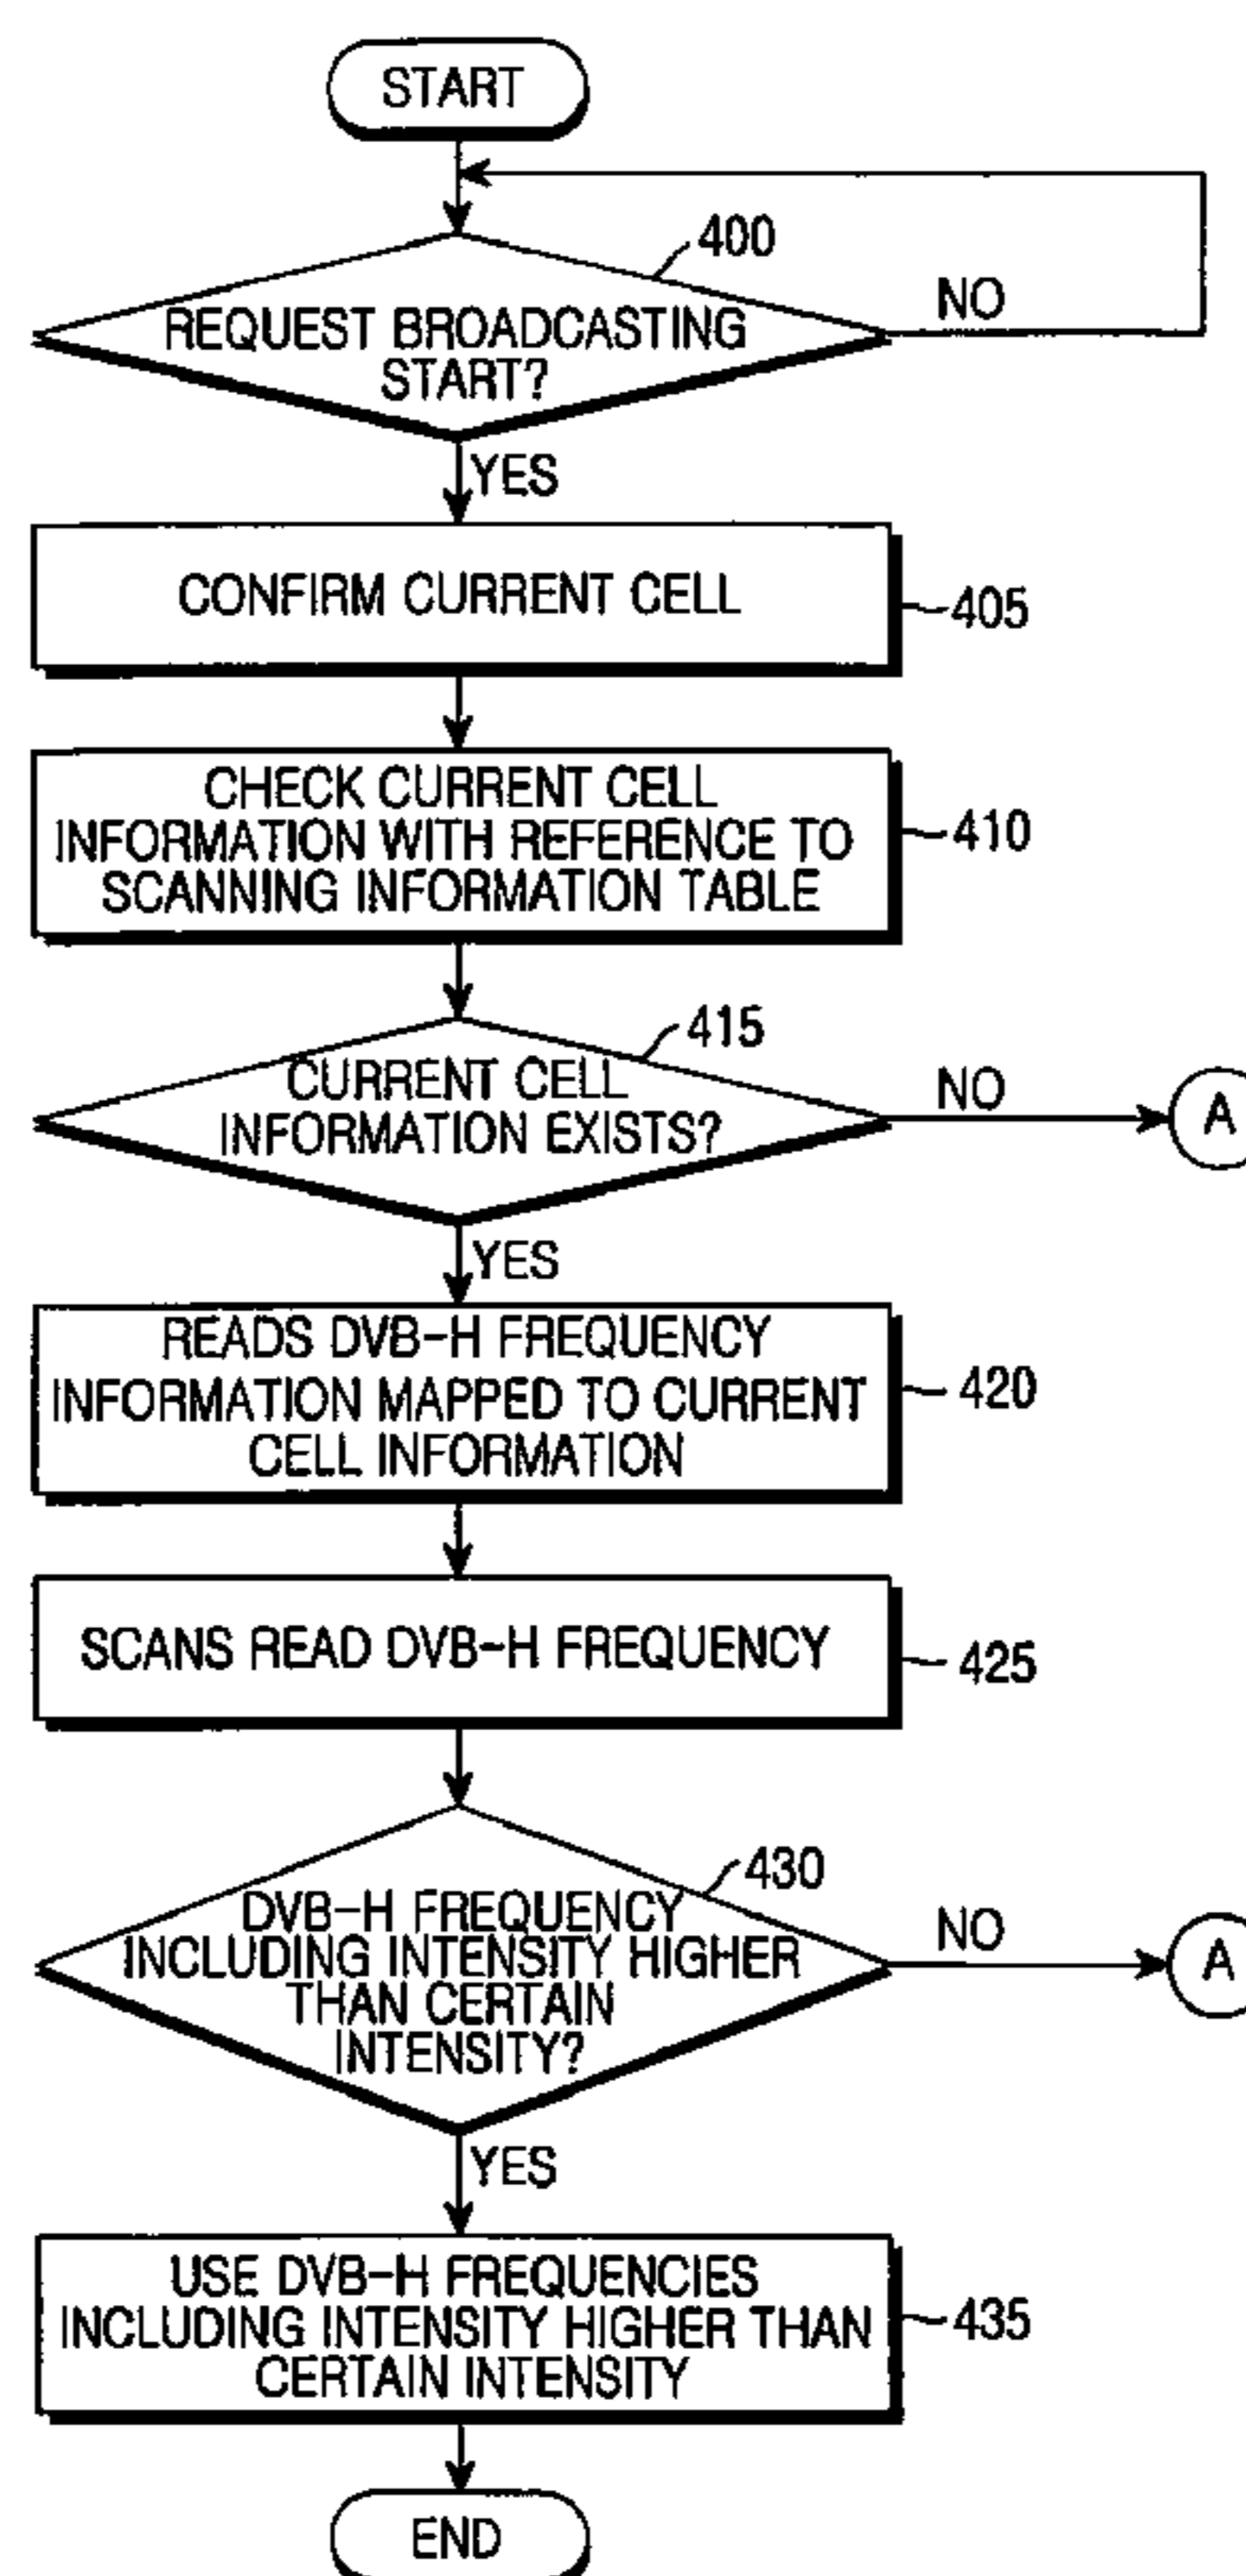 START
400
REQUEST BROADCASTING
START?
NO
YES
CONFIRM CURRENT CELL
405
CHECK CURRENT CELL
INFORMATION WITH REFERENCE TO
SCANNING INFORMATION TABLE
410
415
CURRENT CELL
INFORMATION EXISTS?
NO
A
YES
READS DVB-H FREQUENCY
INFORMATION MAPPED TO CURRENT
CELL INFORMATION
420
SCANS READ DVB-H FREQUENCY
425
430
DVB-H FREQUENCY
INCLUDING INTENSITY HIGHER
THAN CERTAIN
INTENSITY?
NO
A
YES
USE DVB-H FREQUENCIES
INCLUDING INTENSITY HIGHER THAN
CERTAIN INTENSITY
435
END